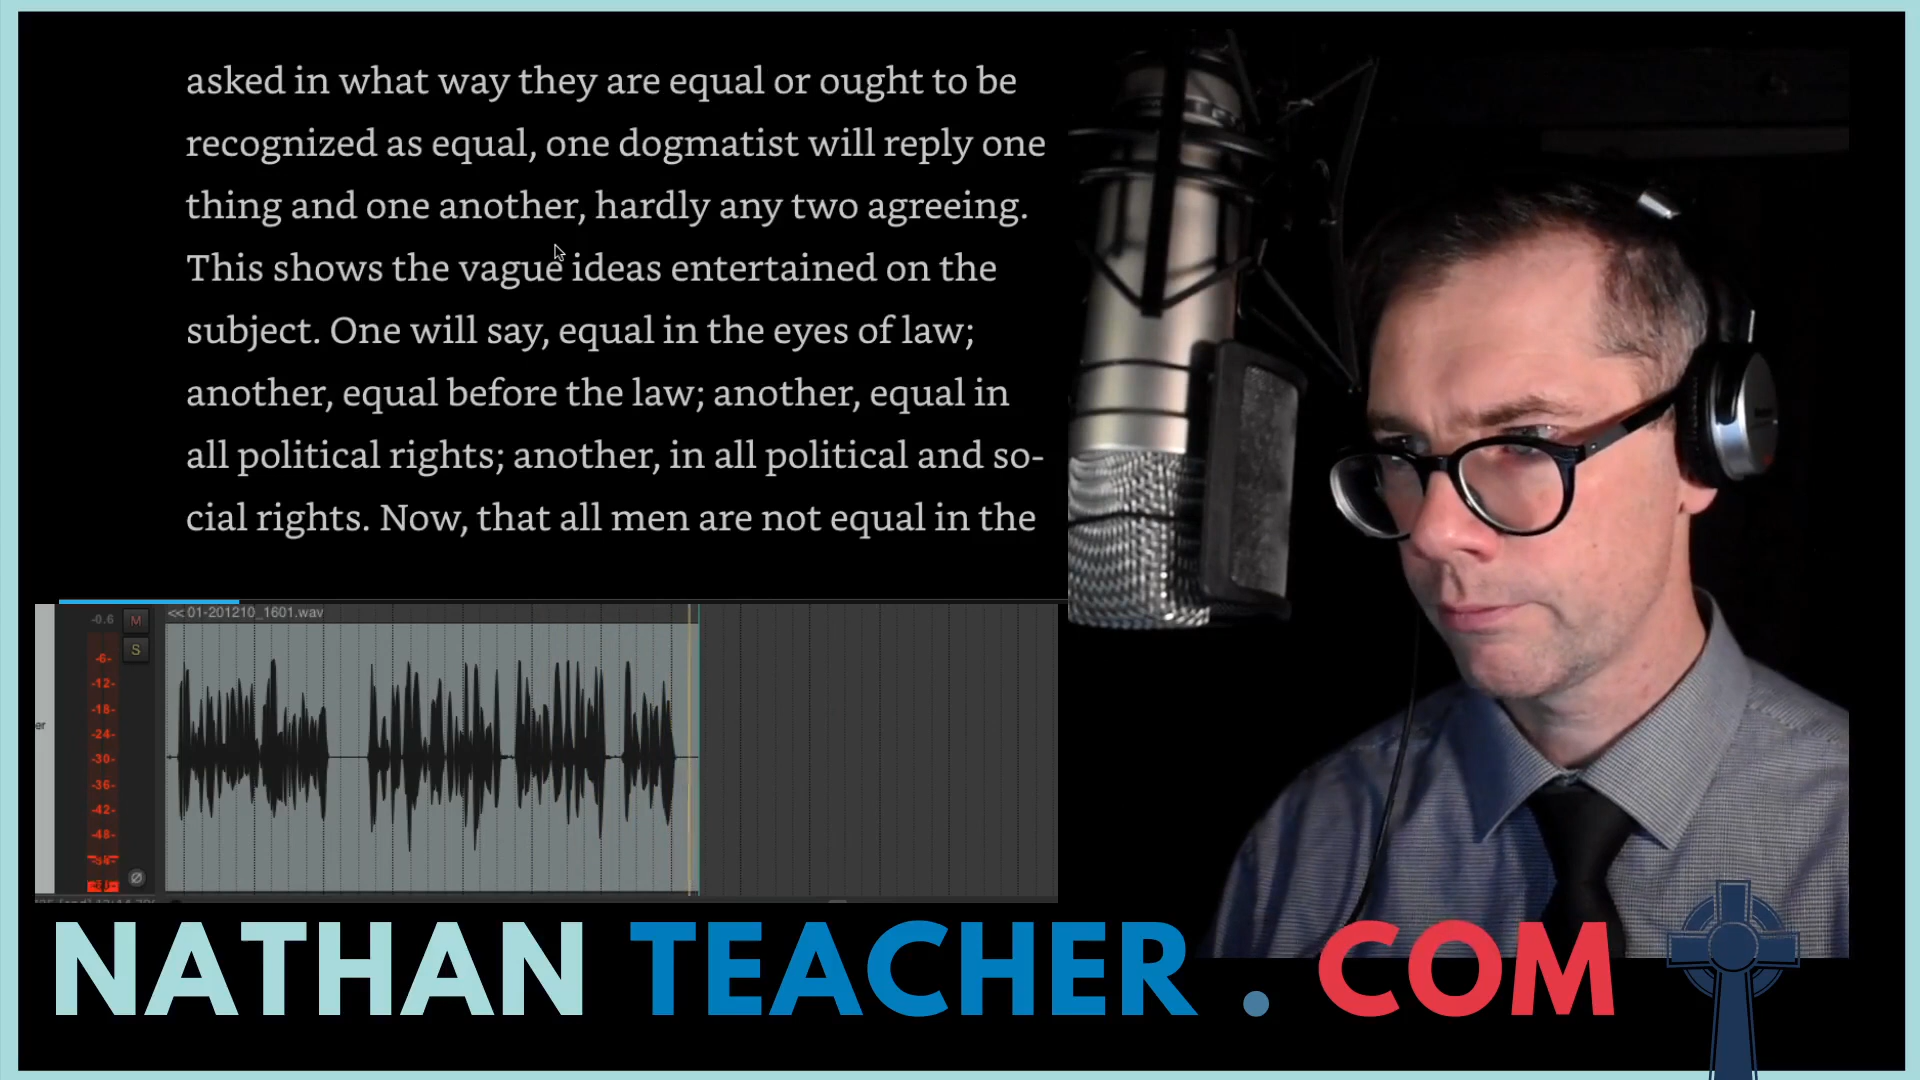 asked in what way they are equal or ought to be
recognized as equal, one dogmatist will reply one
thing and one another, hardly any two agreeing.
This shows the vague ideas entertained on the
subject. One will say, equal in the eyes of law;
another, equal before the law; another, equal in
all political rights; another, in all political and so-
cial rights. Now, that all men are not equal in the
<< 01-201210_1601.wav
-0.6
M
S
-6-
-12-
-18-
-24-
-30-
-36-
-42-
-48-
-54-
er
NATHAN TEACHER . COM